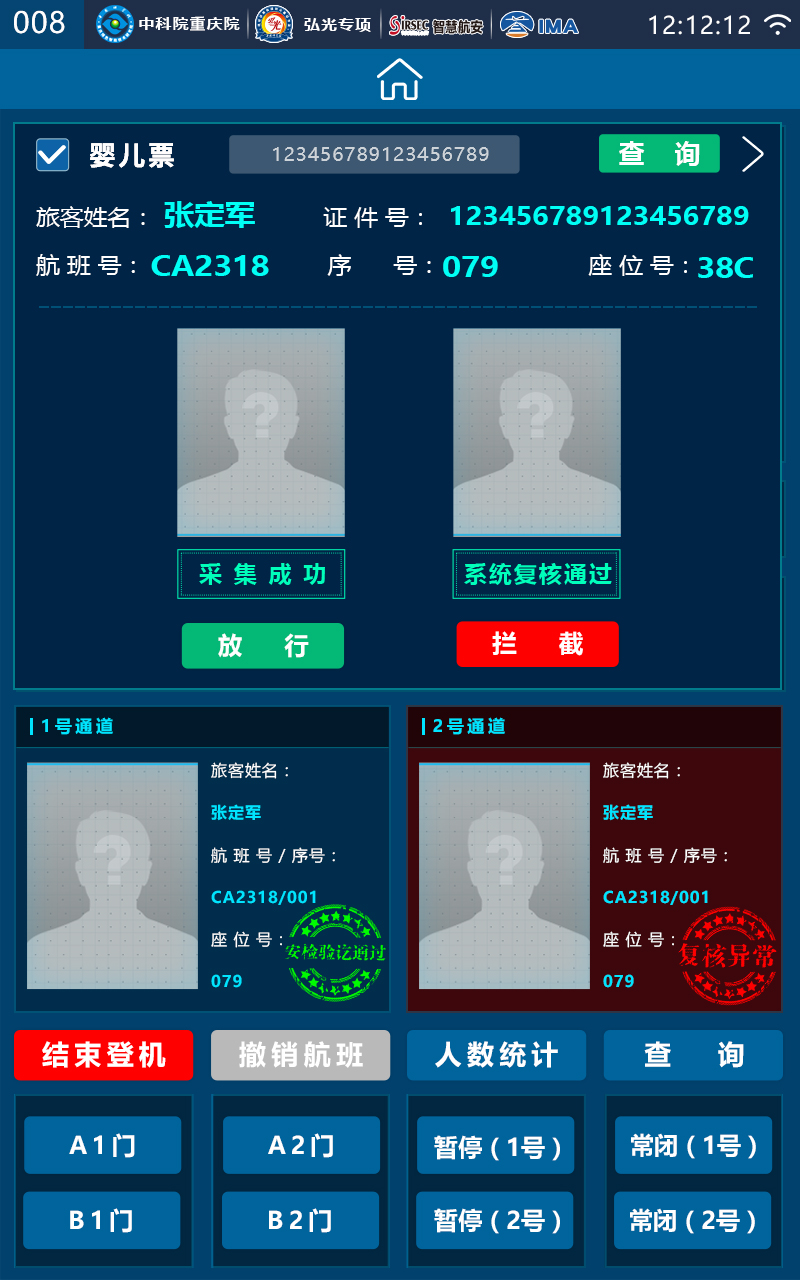 008 中科院重庆院 弘光专项 SiRSEC 智慧航安 IMA 12:12:12
婴儿票 123456789123456789 查 询
旅客姓名： 张定军 证 件 号： 123456789123456789
航 班 号： CA2318 序 号：079 座 位 号：38C
? ?
采 集 成 功 系统复核通过
放 行 拦 截
1号通道
?
旅客姓名：
张定军
航 班 号 / 序号：
CA2318/001
座 位 号：
079
安检验讫通过
2号通道
?
旅客姓名：
张定军
航 班 号 / 序号：
CA2318/001
座 位 号：
079
复核异常
结束登机 撤销航班 人数统计 查 询
A1门 A2门 暂停(1号) 常闭(1号)
B1门 B2门 暂停(2号) 常闭(2号)